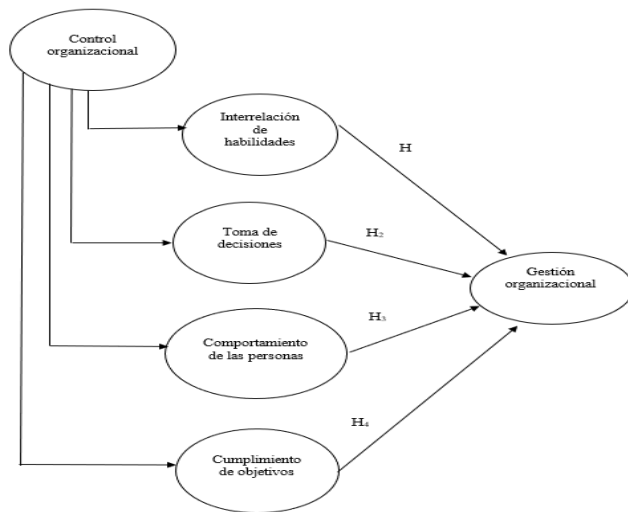 Control
organizacional
Interrelación
de
habilidades
H
Toma de
decisiones
H₂
Gestión
organizacional
H₃
Comportamiento
de las personas
H₄
Cumplimiento
de objetivos